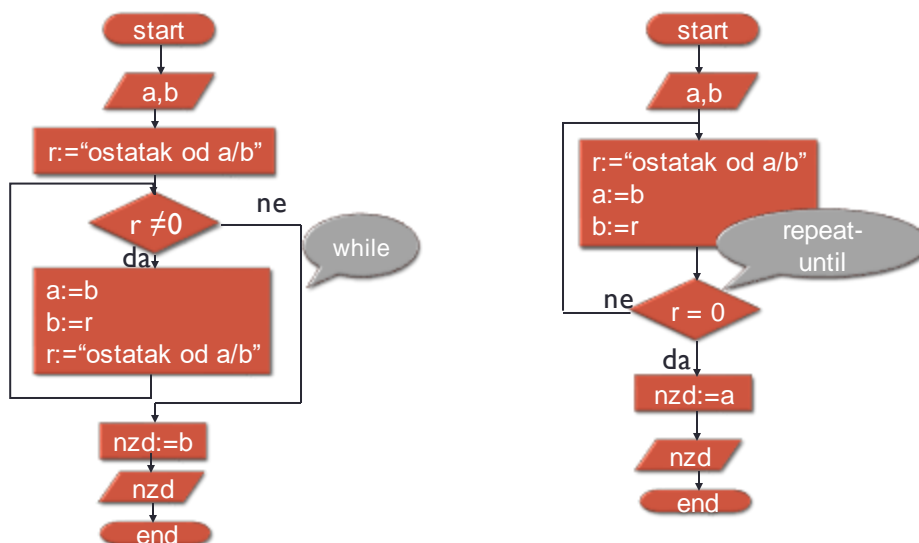 start
a,b
r:=“ostatak od a/b”
r ≠0
ne
while
da
a:=b
b:=r
r:=“ostatak od a/b”
nzd:=b
nzd
end
start
a,b
r:=“ostatak od a/b”
a:=b
b:=r
repeat-
until
ne
r = 0
da
nzd:=a
nzd
end